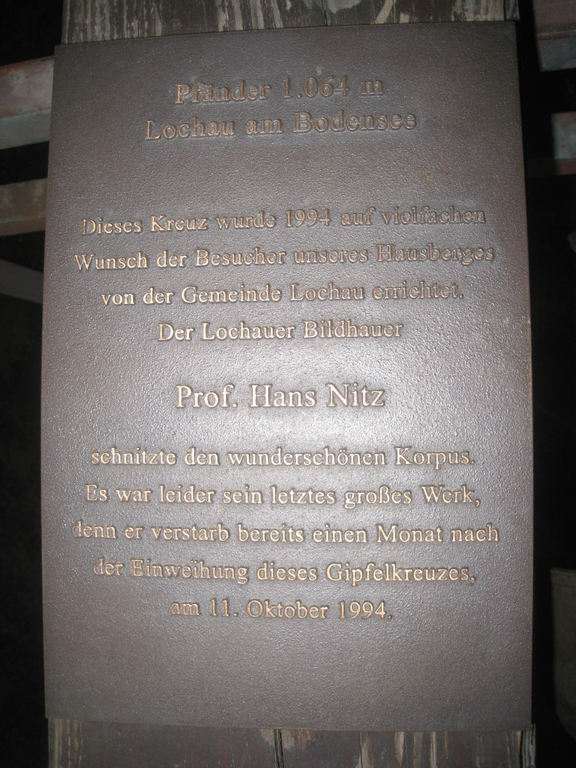 Pfänder 1.064 m
Lochau am Bodensee
Dieses Kreuz wurde 1994 auf vielfachen
Wunsch der Besucher unseres Hausberges
von der Gemeinde Lochau errichtet.
Der Lochauer Bildhauer
Prof. Hans Nitz
schnitzte den wunderschönen Korpus.
Es war leider sein letztes großes Werk,
denn er verstarb bereits einen Monat nach
der Einweihung dieses Gipfelkreuzes,
am 11. Oktober 1994.